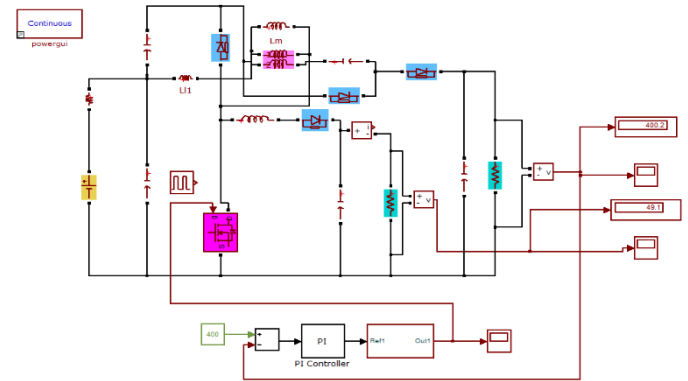 Continuous
powergui
Lm
Ll1
+
i
-
+
-
v
+
-
v
400.2
49.1
g
D
S
400
+
-
PI
PI Controller
Ref1
Out1